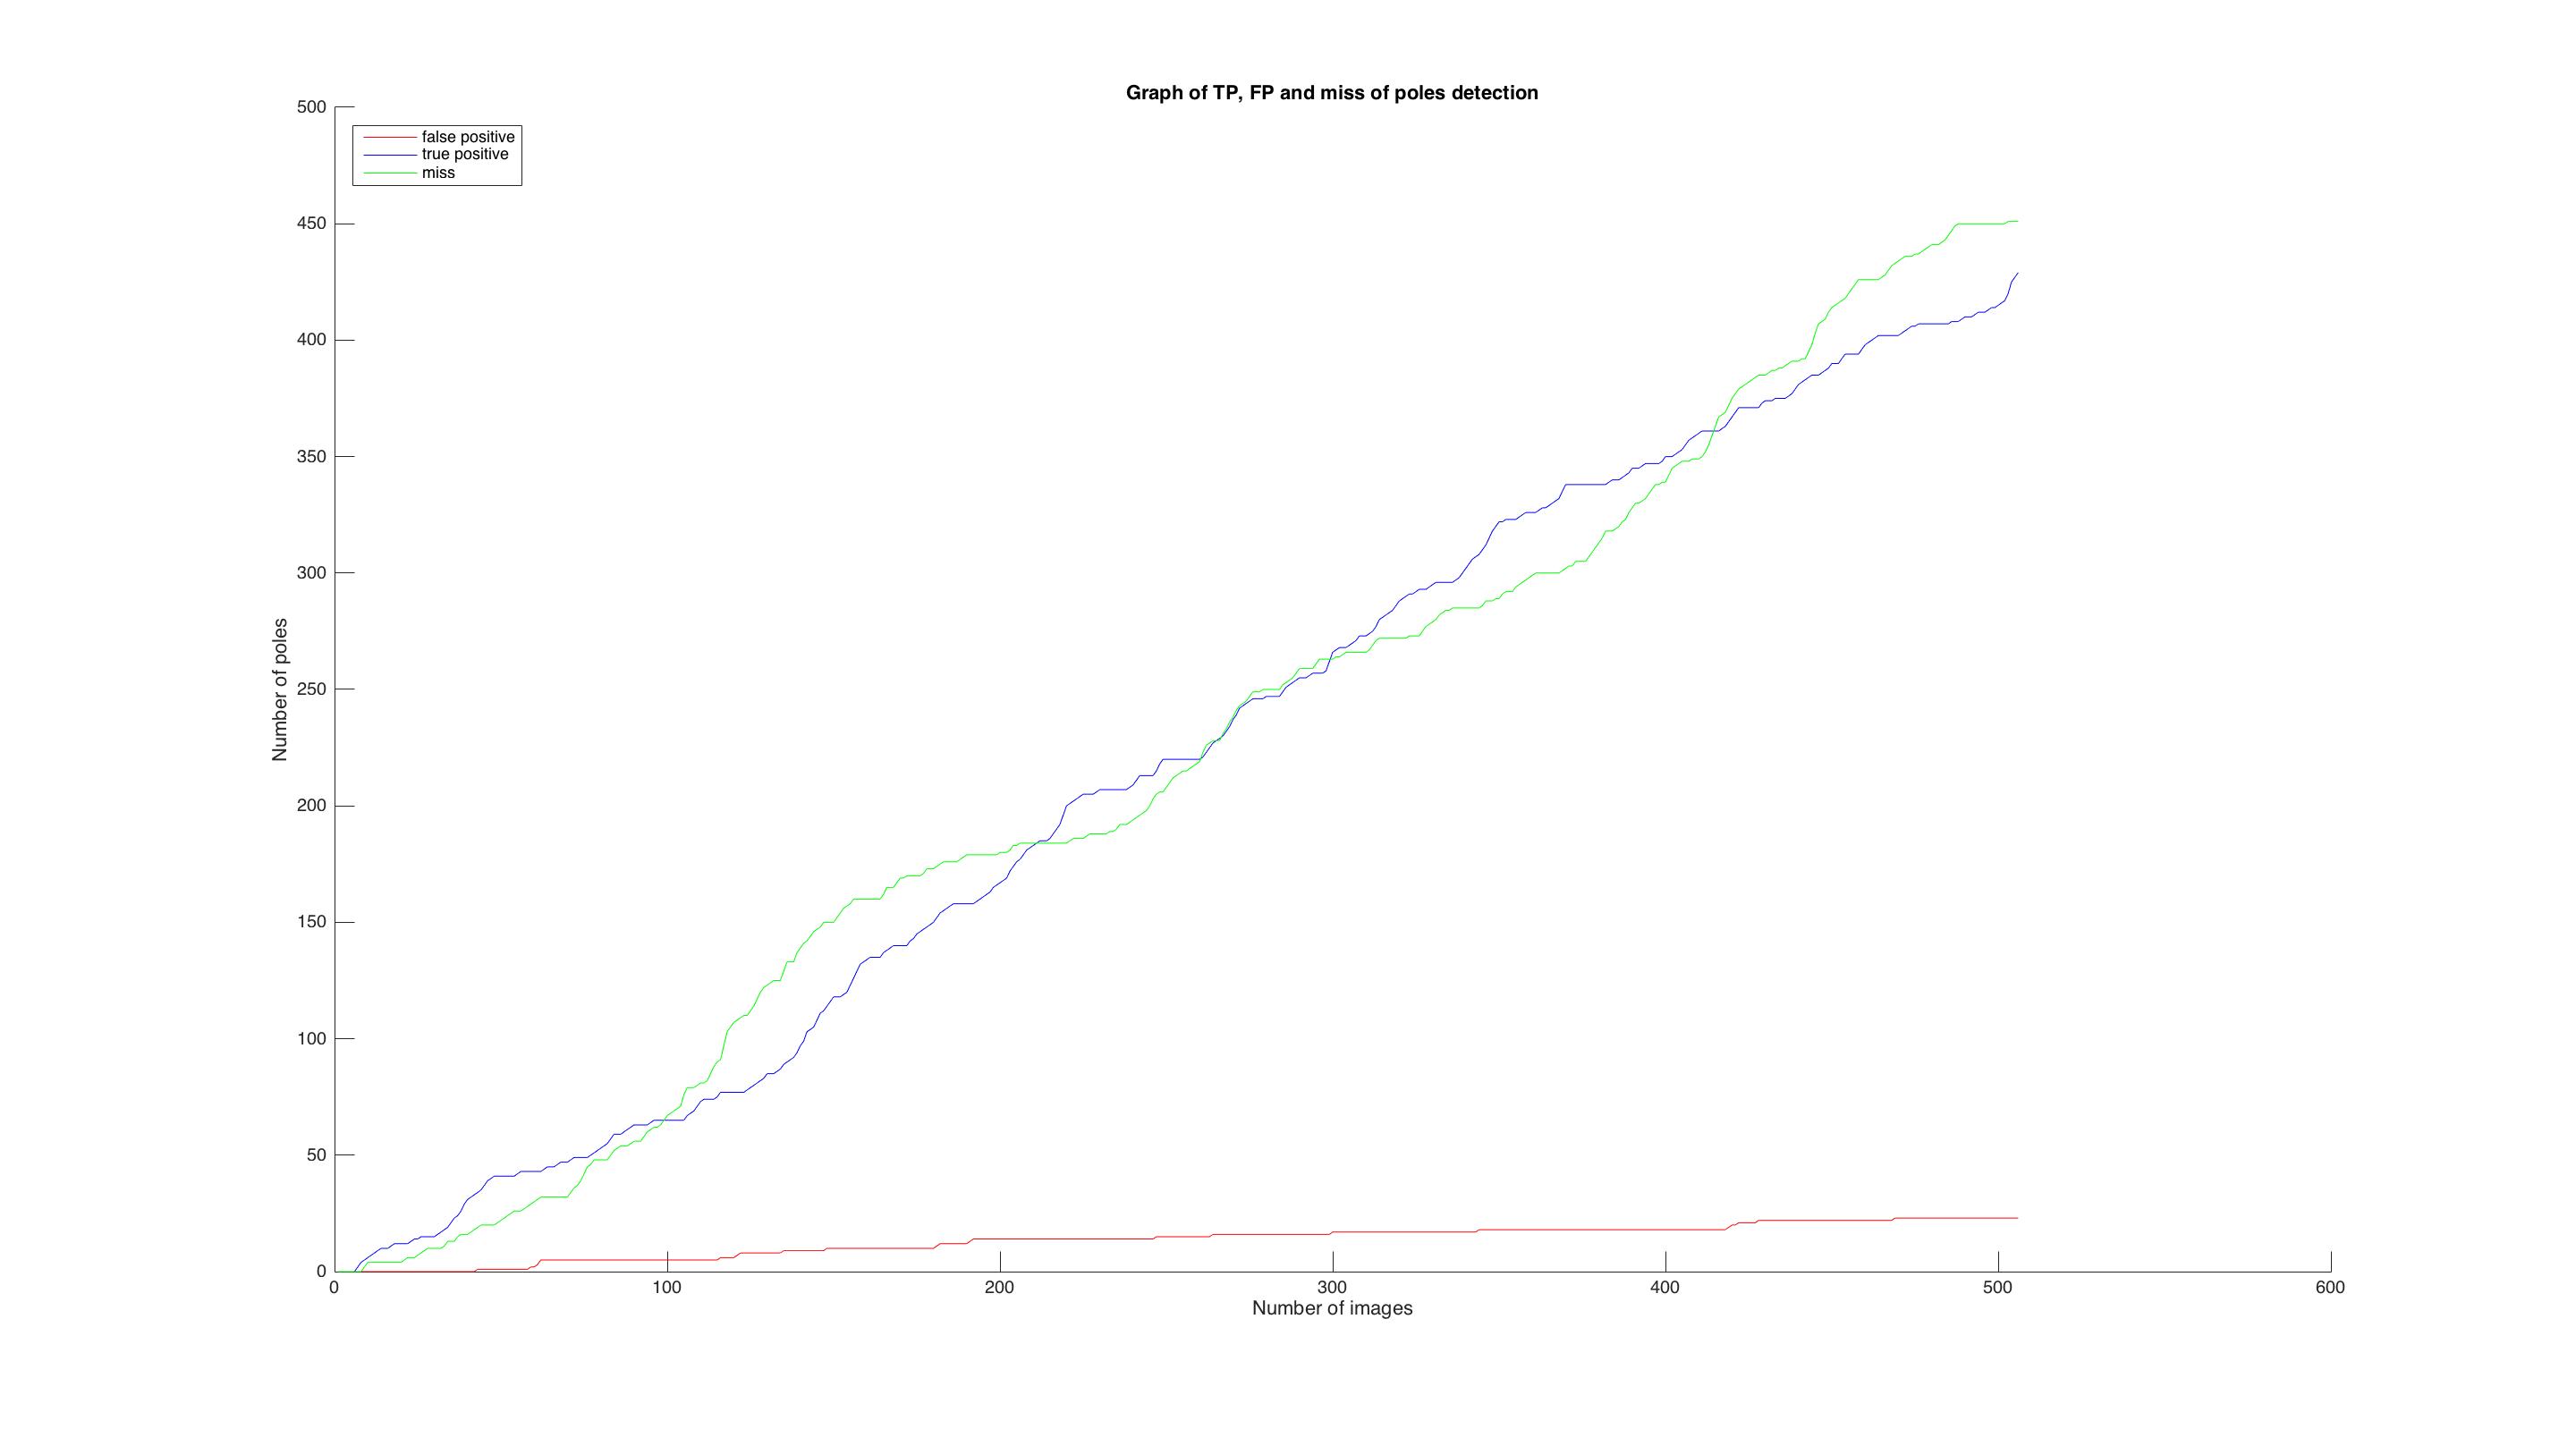 Graph of TP, FP and miss of poles detection
500
false positive
true positive
miss
450
400
350
300
Number of poles
250
200
150
100
50
0
0 100 200 300 400 500 600
Number of images